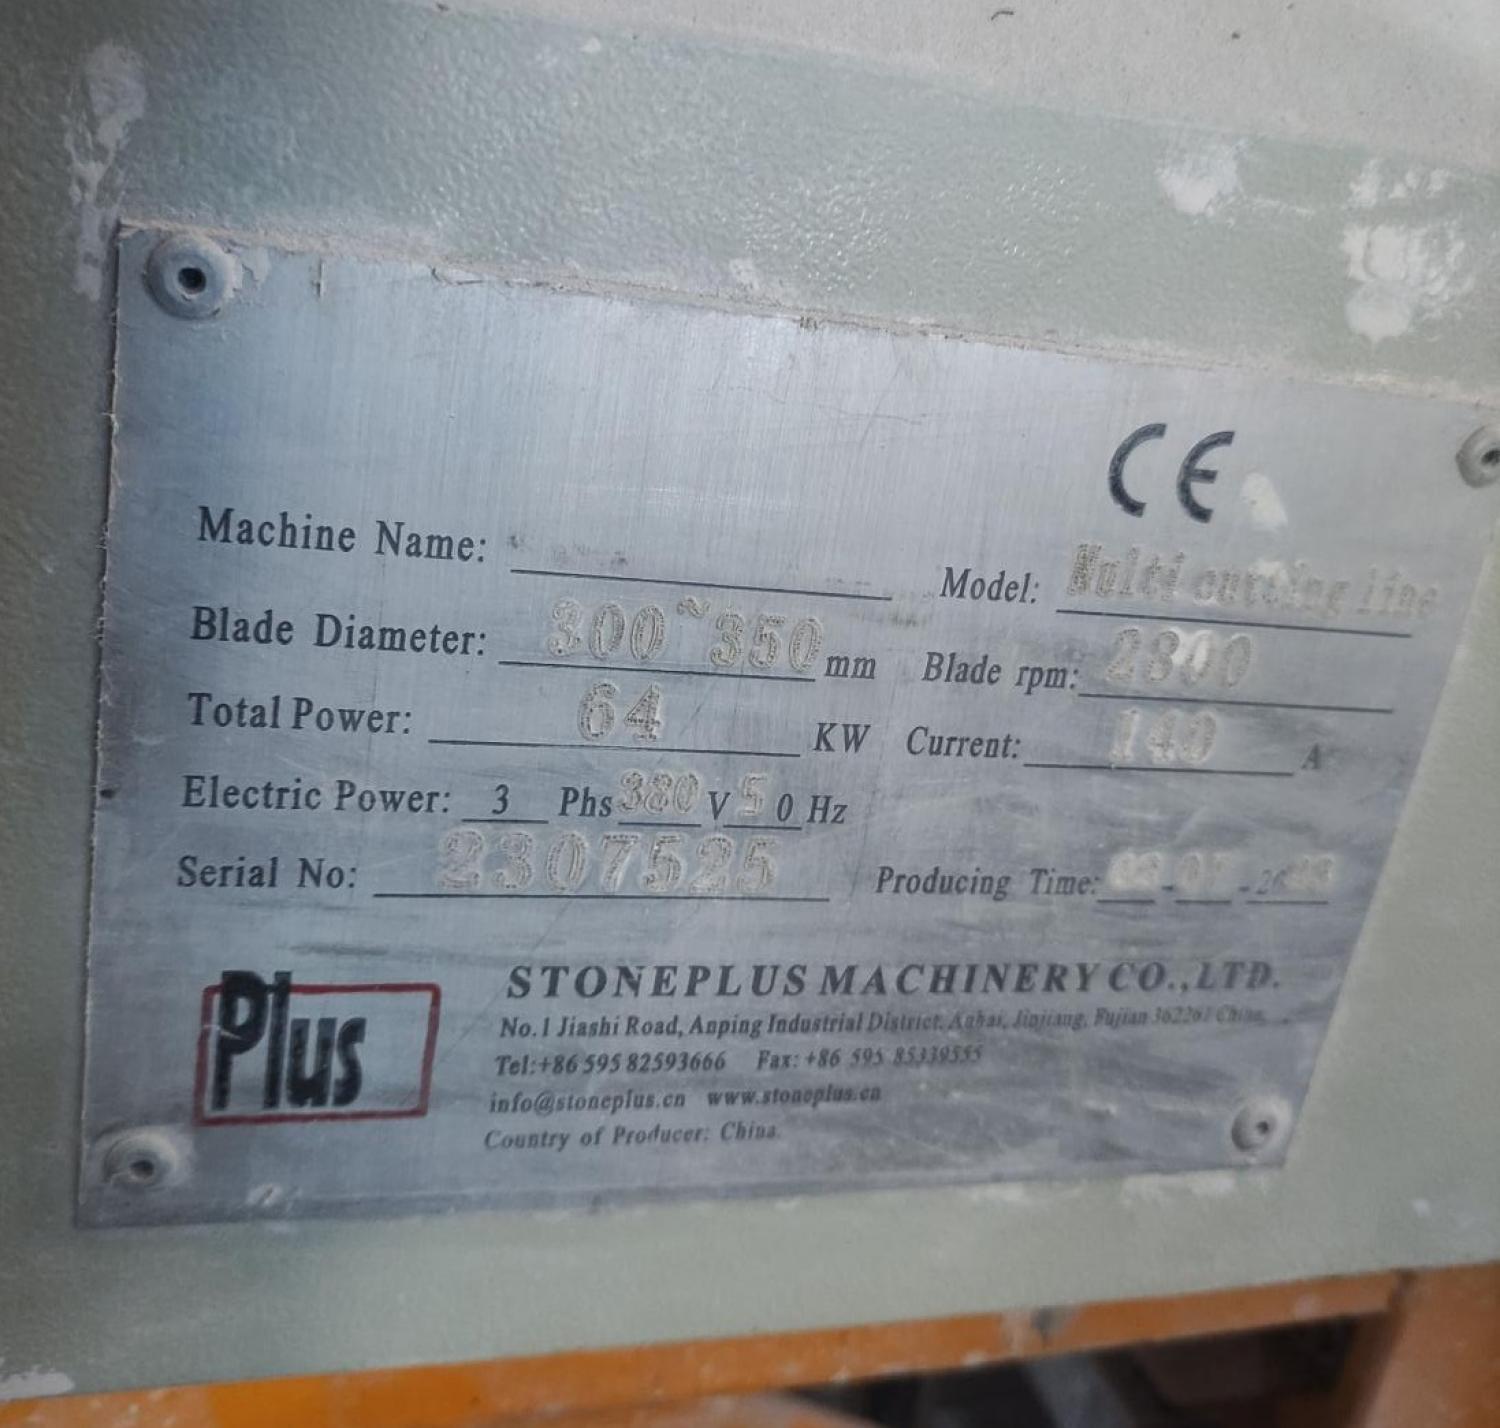 CE
Machine Name:
Model: Multi cutting line
Blade Diameter: 300~350 mm Blade rpm: 2800
Total Power: 64 KW Current: 140 A
Electric Power: 3 Phs 380 V 50 Hz
Serial No: 2307525 Producing Time: - -
Plus
STONEPLUS MACHINERY CO.,LTD.
No.1 Jiashi Road, Anping Industrial District, Anhai, Jinjiang, Fujian 362261 China.
Tel:+86 595 82593666 Fax: +86 595 85339555
info@stoneplus.cn www.stoneplus.cn
Country of Producer: China.